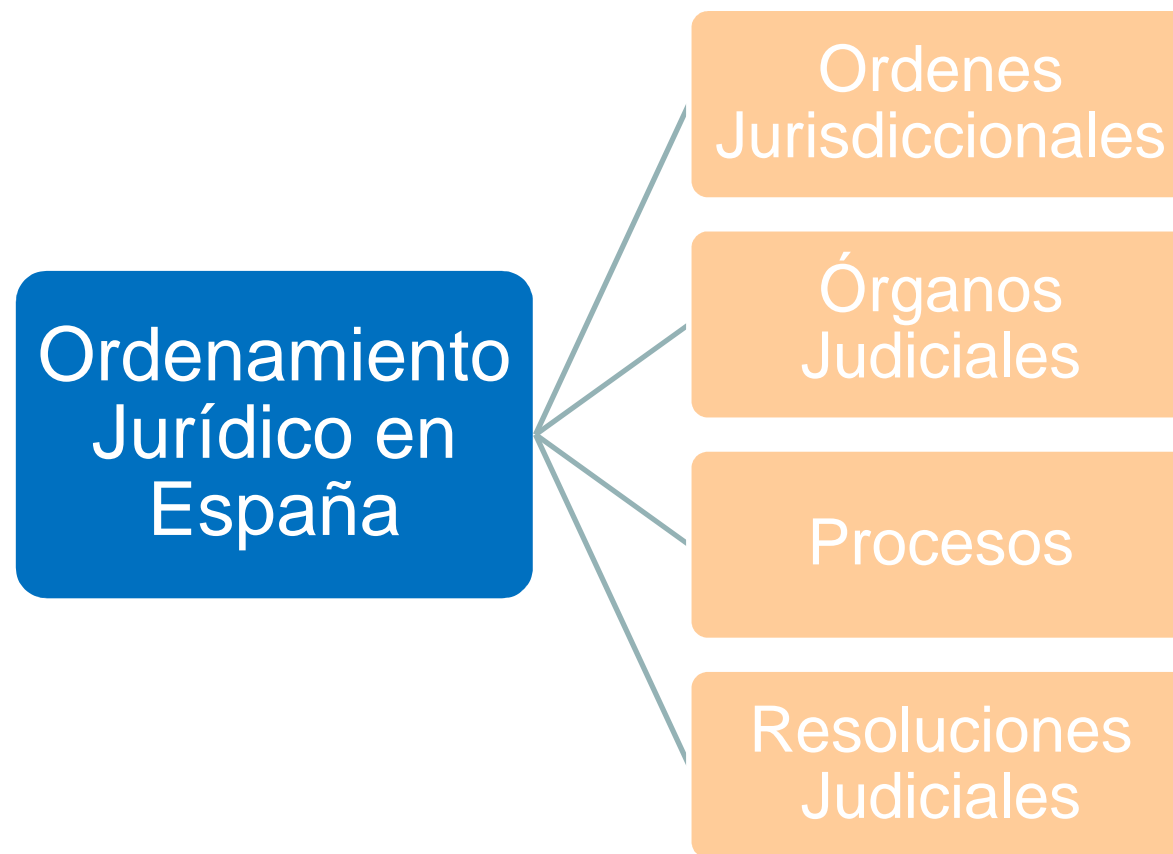 Ordenamiento
Jurídico en
España
Ordenes
Jurisdiccionales
Órganos
Judiciales
Procesos
Resoluciones
Judiciales